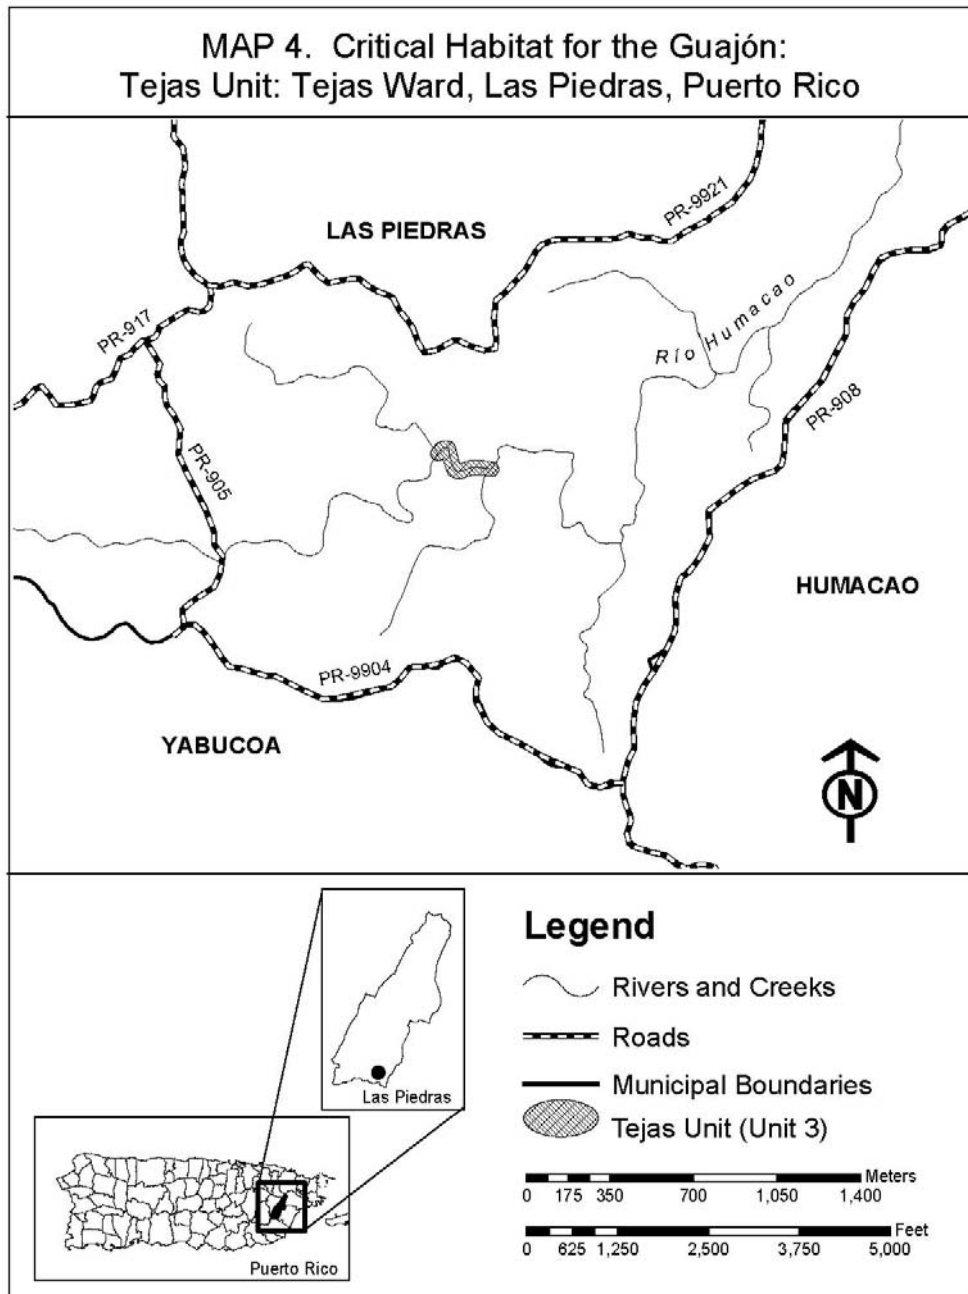 MAP 4. Critical Habitat for the Guajón:
Tejas Unit: Tejas Ward, Las Piedras, Puerto Rico
PR-9921
LAS PIEDRAS
PR-917
Río Humacao
PR-908
PR-905
HUMACAO
PR-9904
YABUCOA
N
Legend
Rivers and Creeks
Roads
Municipal Boundaries
Tejas Unit (Unit 3)
Las Piedras
Puerto Rico
Meters
0 175 350 700 1,050 1,400
Feet
0 625 1,250 2,500 3,750 5,000